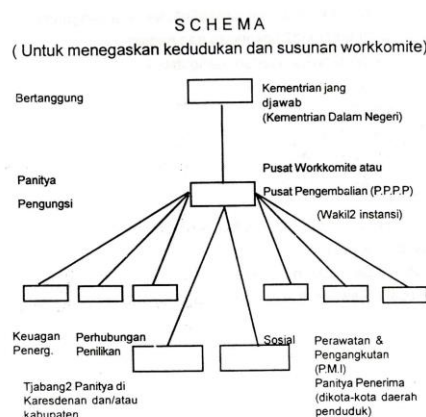 SCHEMA
( Untuk menegaskan kedudukan dan susunan workkomite)
Bertanggung
Kementrian jang
djawab
(Kementrian Dalam Negeri)
Panitya
Pengungsi
Pusat Workkomite atau
Pusat Pengembalian (P.P.P.P)
(Wakil2 instansi)
Keuagan
Penerg.
Perhubungan
Penilikan
Sosial
Perawatan &
Pengangkutan
(P.M.I)
Panitya Penerima
(dikota-kota daerah
penduduk)
Tjabang2 Panitya di
Karesdenan dan/atau
kabupaten